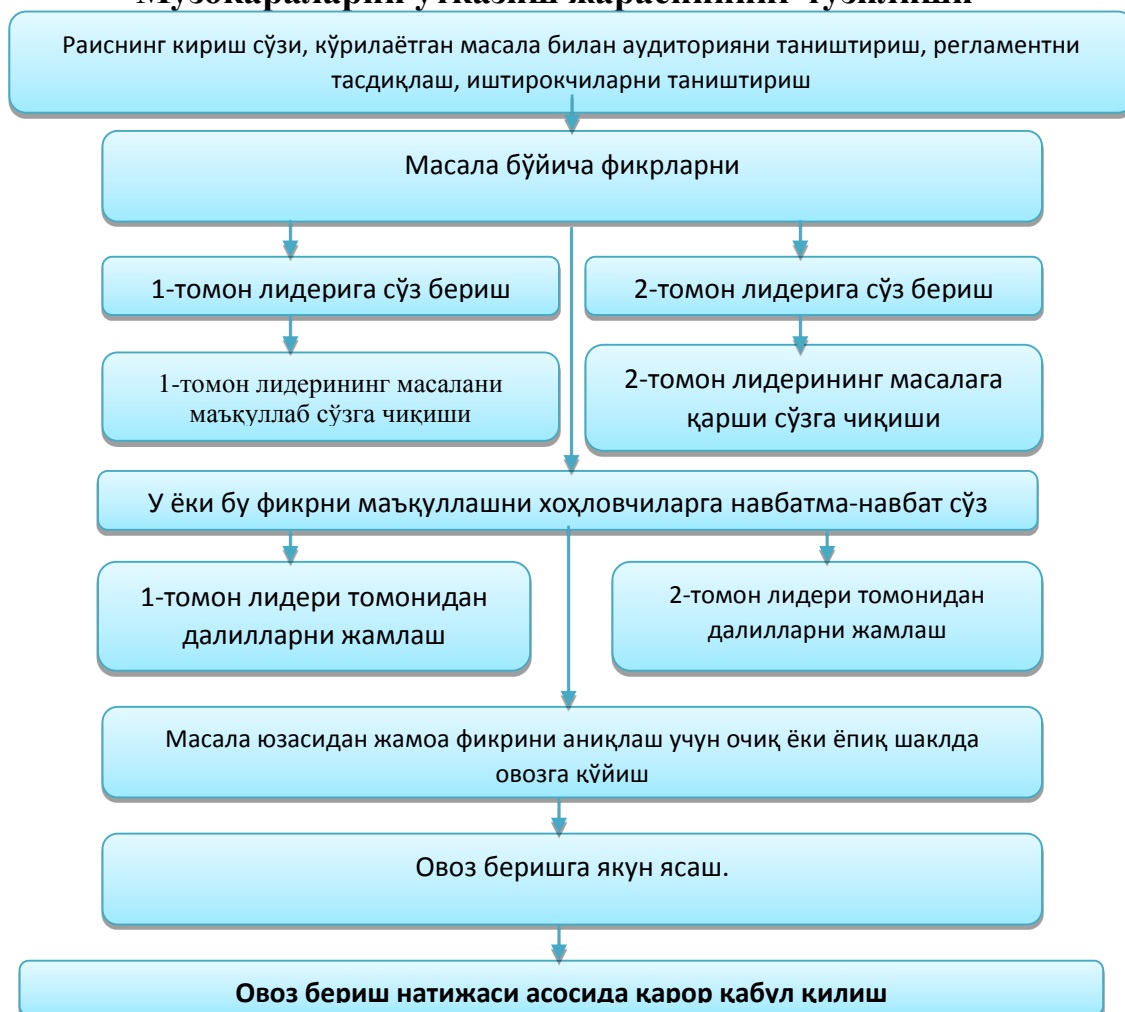 Музокараларни ўтказиш жараёнининг тузилиши
Раиснинг кириш сўзи, кўрилаётган масала билан аудиторияни таништириш, регламентни
тасдиқлаш, иштирокчиларни таништириш
Масала бўйича фикрларни
1-томон лидерига сўз бериш
2-томон лидерига сўз бериш
1-томон лидерининг масалани
маъқуллаб сўзга чиқиши
2-томон лидерининг масалага
қарши сўзга чиқиши
У ёки бу фикрни маъқуллашни хоҳловчиларга навбатма-навбат сўз
1-томон лидери томонидан
далилларни жамлаш
2-томон лидери томонидан
далилларни жамлаш
Масала юзасидан жамоа фикрини аниқлаш учун очиқ ёки ёпиқ шаклда
овозга қўйиш
Овоз беришга якун ясаш.
Овоз бериш натижаси асосида қарор қабул қилиш